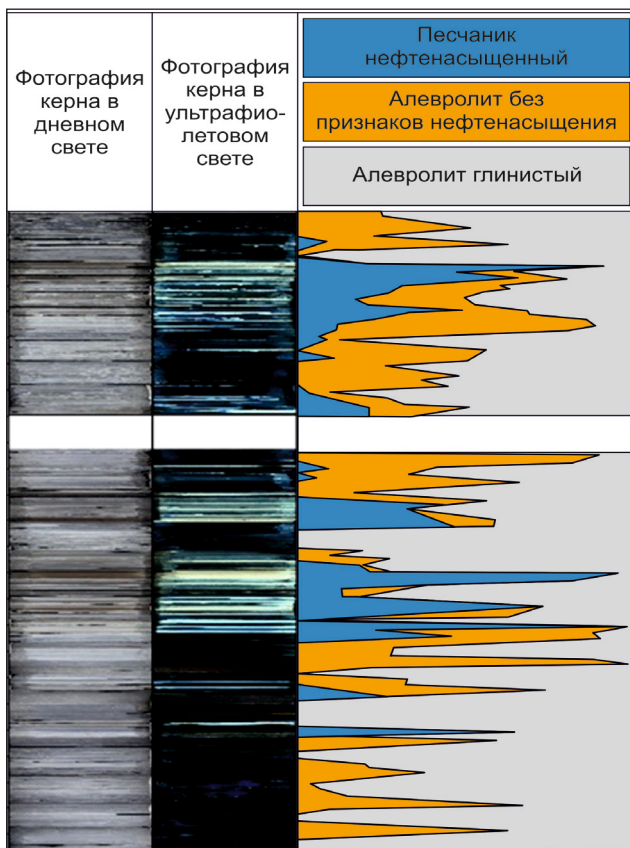 Фотография
керна в
дневном
свете
Фотография
керна в
ультрафио-
летовом
свете
Песчаник
нефтенасыщенный
Алевролит без
признаков нефтенасыщения
Алевролит глинистый